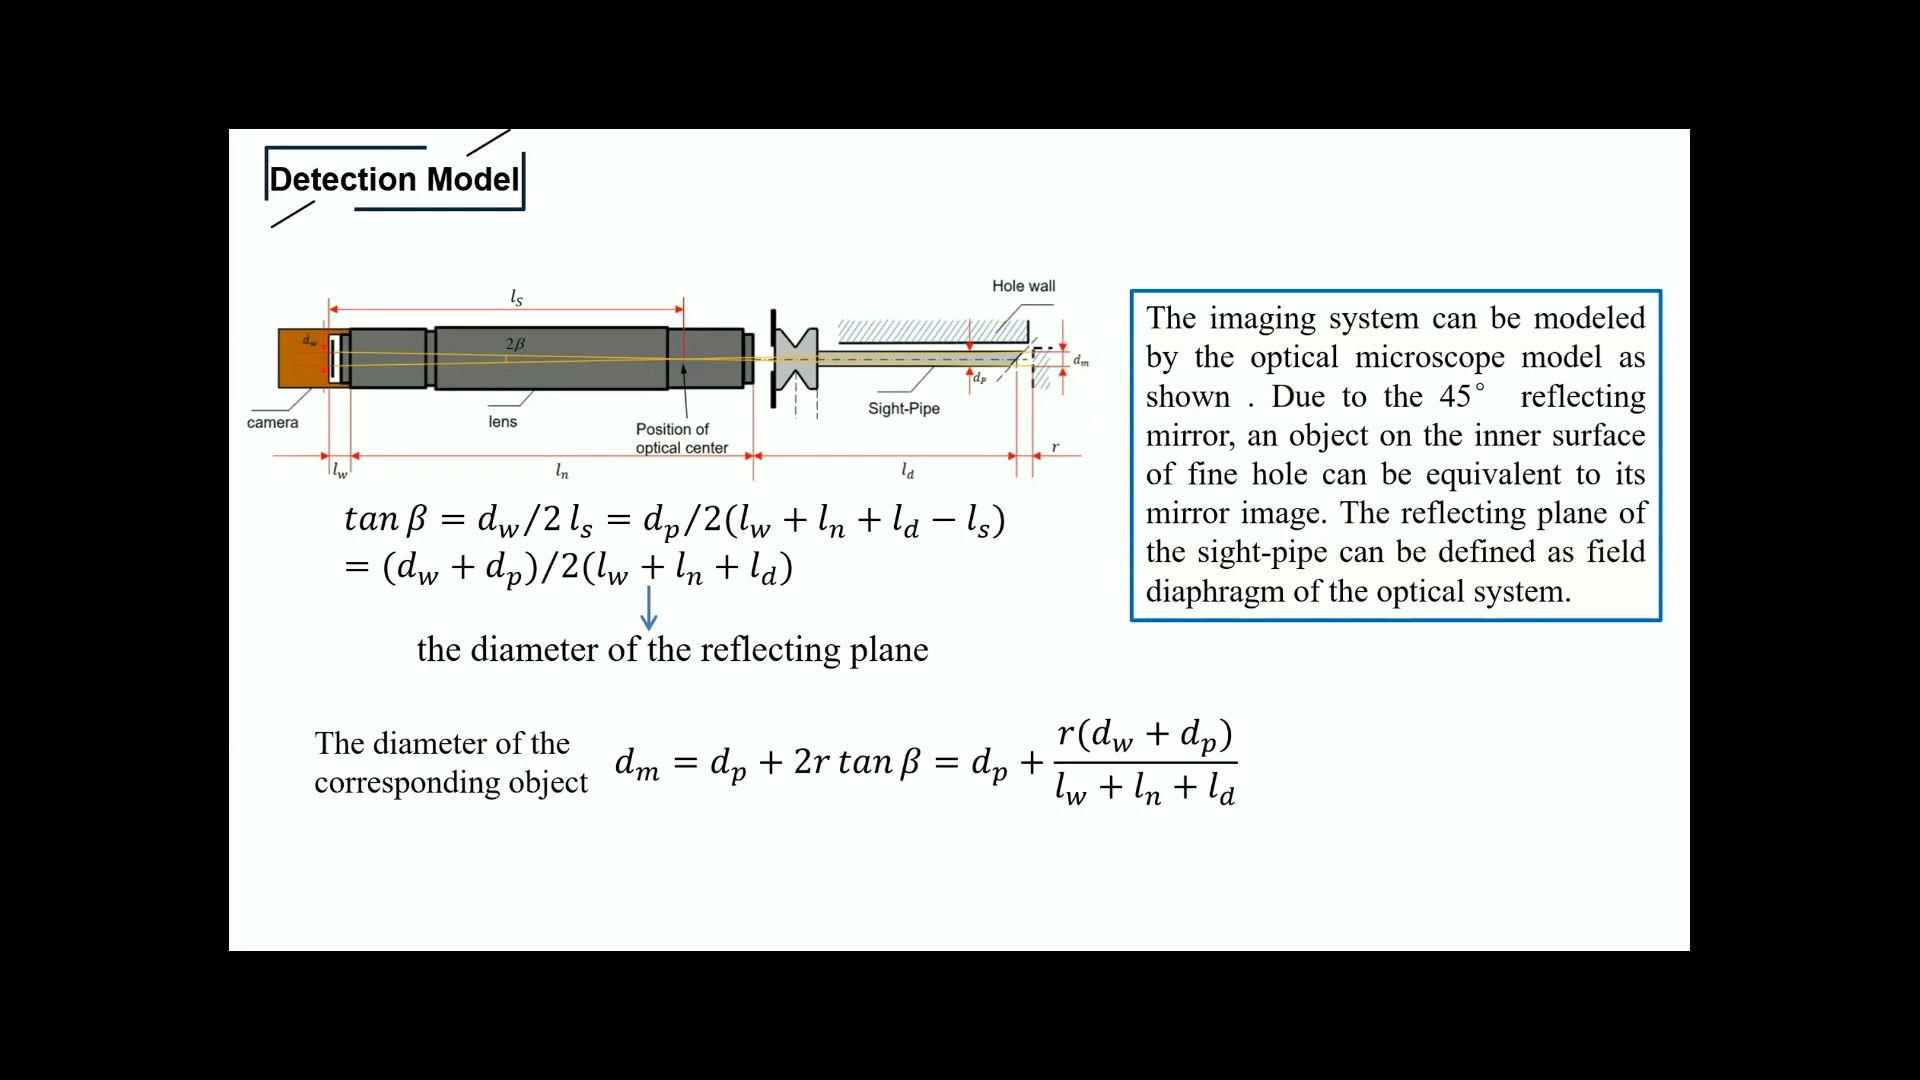 Detection Model
Hole wall
l_s
d_w
2β
d_m
d_p
camera
lens
Position of
optical center
Sight-Pipe
l_w
l_n
l_d
r
The imaging system can be modeled
by the optical microscope model as
shown . Due to the 45° reflecting
mirror, an object on the inner surface
of fine hole can be equivalent to its
mirror image. The reflecting plane of
the sight-pipe can be defined as field
diaphragm of the optical system.
tan β = d_w/2 l_s = d_p/2(l_w + l_n + l_d − l_s)
= (d_w + d_p)/2(l_w + l_n + l_d)
the diameter of the reflecting plane
The diameter of the
corresponding object
d_m = d_p + 2r tan β = d_p + r(d_w + d_p)/(l_w + l_n + l_d)